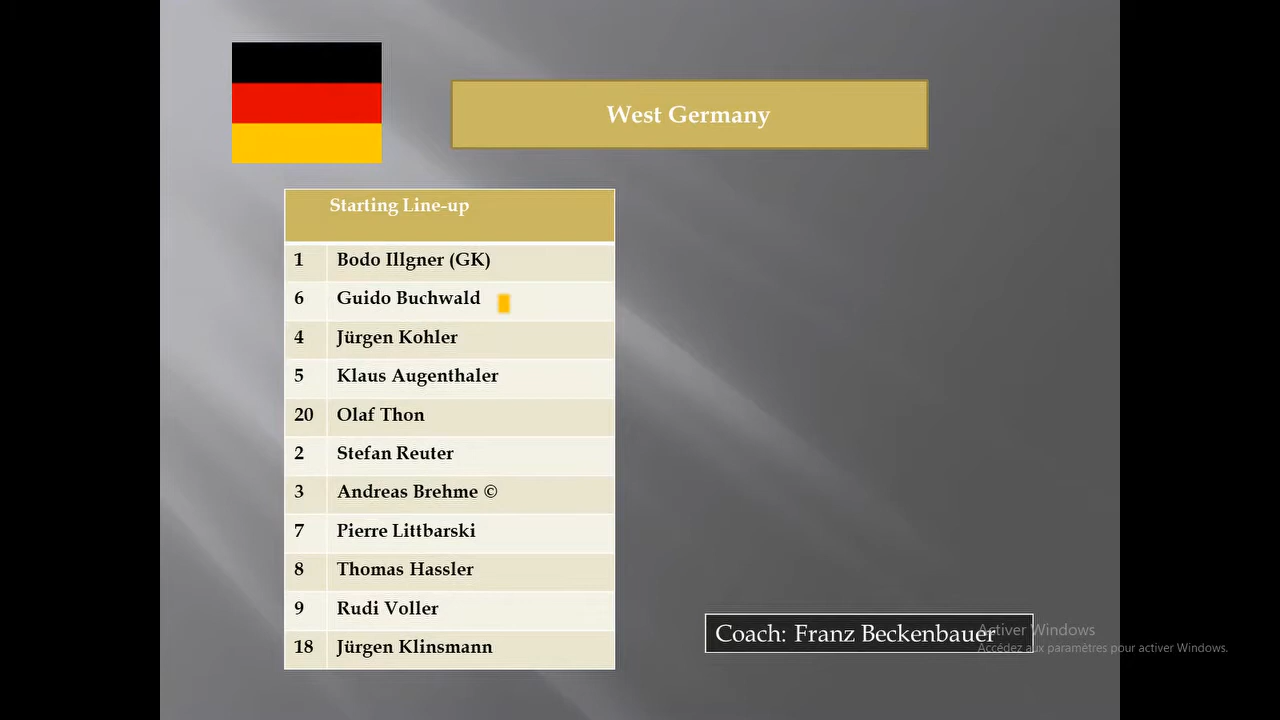 West Germany
Starting Line-up
1 Bodo Illgner (GK)
6 Guido Buchwald
4 Jürgen Kohler
5 Klaus Augenthaler
20 Olaf Thon
2 Stefan Reuter
3 Andreas Brehme ©
7 Pierre Littbarski
8 Thomas Hassler
9 Rudi Voller
18 Jürgen Klinsmann
Coach: Franz Beckenbauer
Activer Windows
Accédez aux paramètres pour activer Windows.